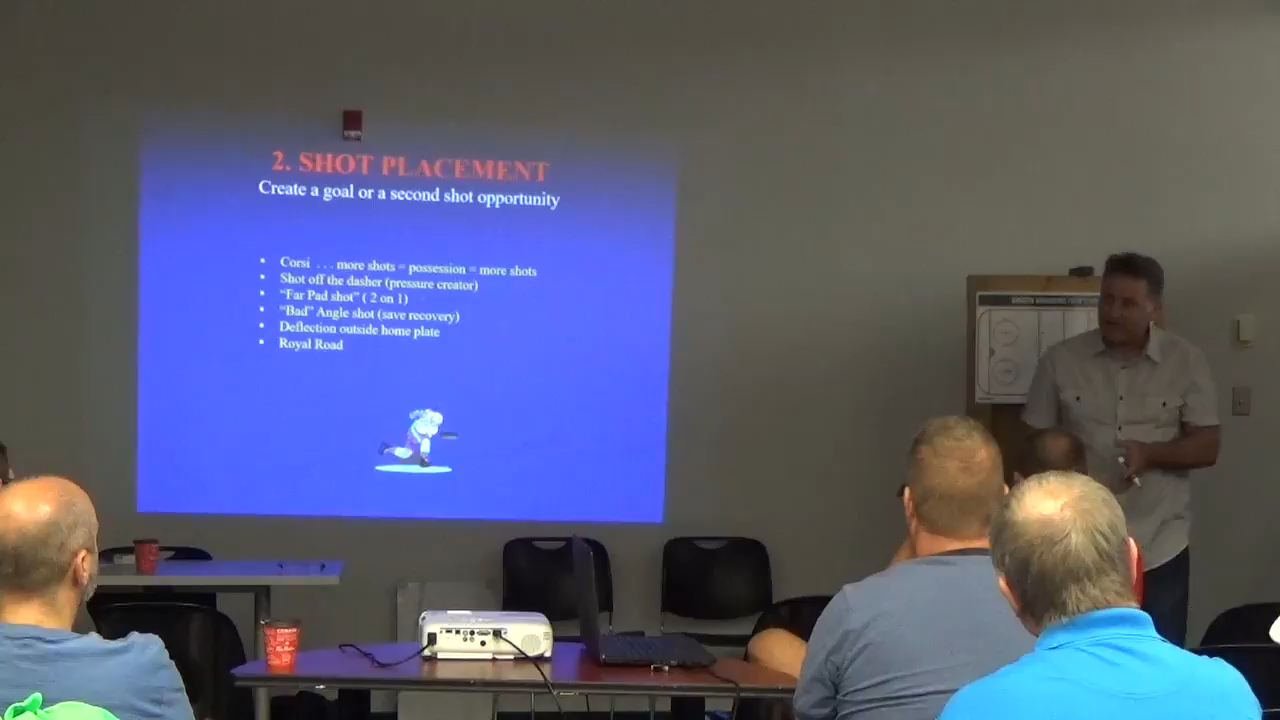 2. SHOT PLACEMENT
Create a goal or a second shot opportunity
▪ Corsi . . . more shots = possession = more shots
▪ Shot off the dasher (pressure creator)
▪ “Far Pad shot” ( 2 on 1)
▪ “Bad” Angle shot (save recovery)
▪ Deflection outside home plate
▪ Royal Road